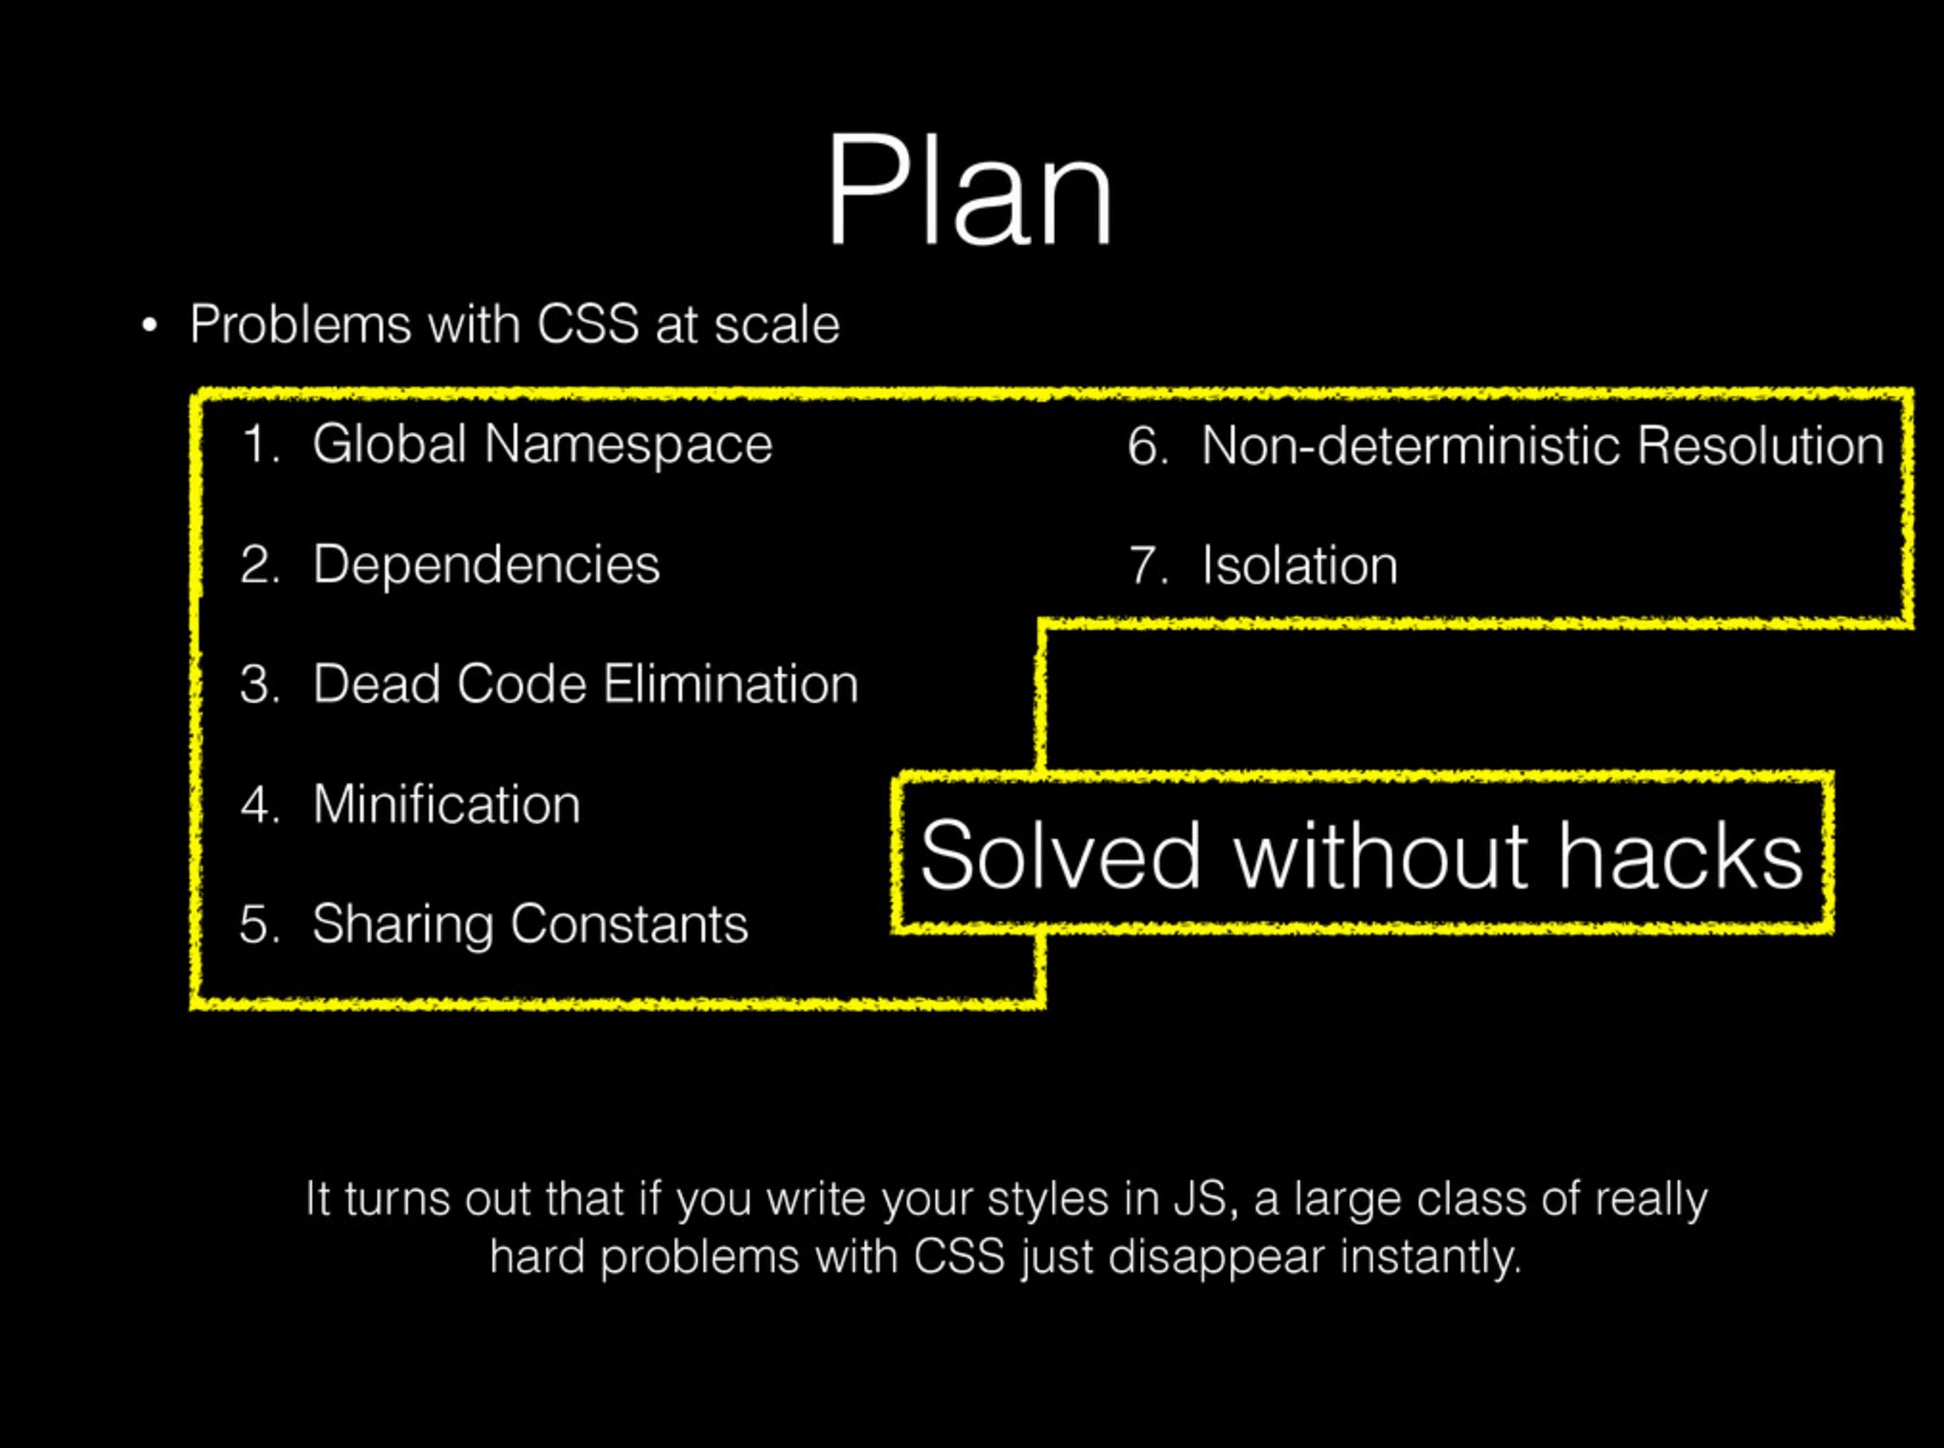 Plan
• Problems with CSS at scale
1. Global Namespace
2. Dependencies
3. Dead Code Elimination
4. Minification
5. Sharing Constants
6. Non-deterministic Resolution
7. Isolation
Solved without hacks
It turns out that if you write your styles in JS, a large class of really
hard problems with CSS just disappear instantly.